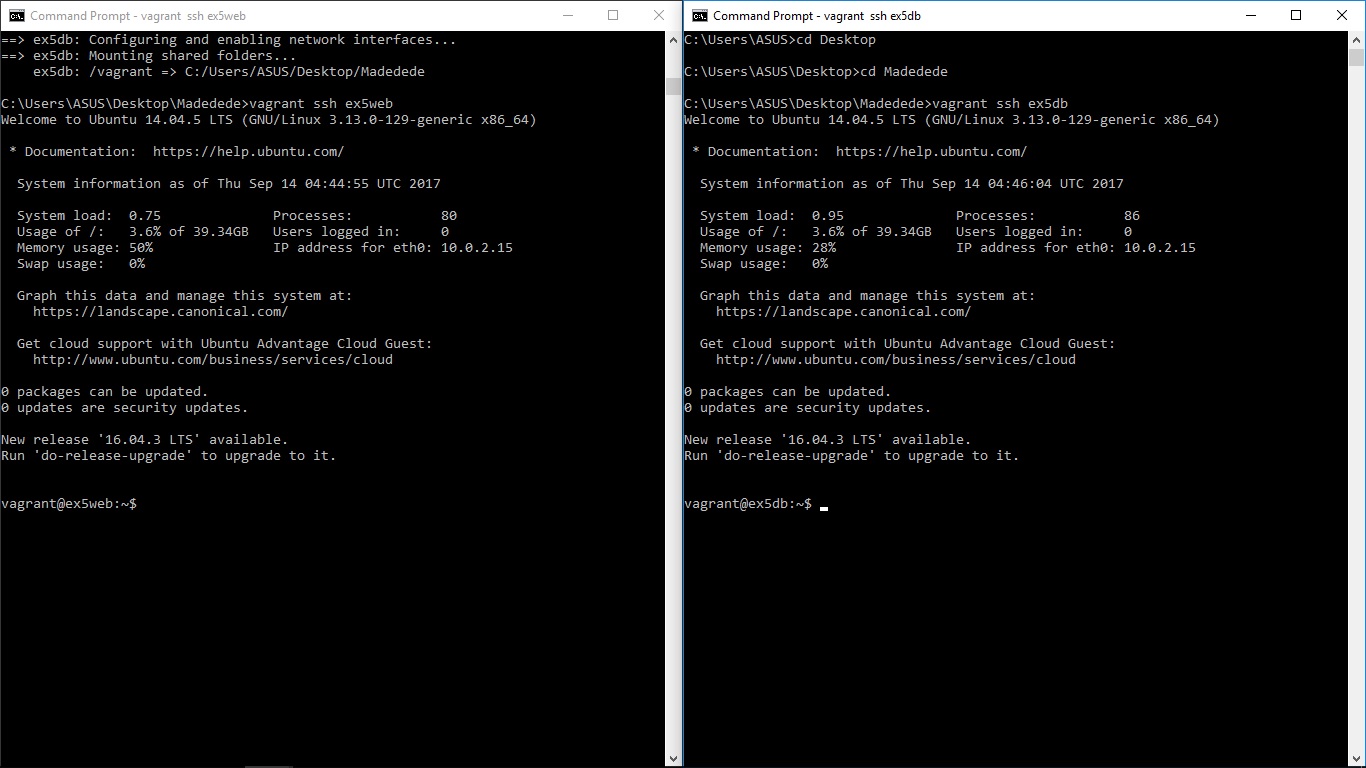 Command Prompt - vagrant  ssh ex5web
==> ex5db: Configuring and enabling network interfaces...
==> ex5db: Mounting shared folders...
    ex5db: /vagrant => C:/Users/ASUS/Desktop/Madedede
C:\Users\ASUS\Desktop\Madedede>vagrant ssh ex5web
Welcome to Ubuntu 14.04.5 LTS (GNU/Linux 3.13.0-129-generic x86_64)
 * Documentation:  https://help.ubuntu.com/
  System information as of Thu Sep 14 04:44:55 UTC 2017
  System load:  0.75              Processes:           80
  Usage of /:   3.6% of 39.34GB   Users logged in:     0
  Memory usage: 50%               IP address for eth0: 10.0.2.15
  Swap usage:   0%
  Graph this data and manage this system at:
    https://landscape.canonical.com/
  Get cloud support with Ubuntu Advantage Cloud Guest:
    http://www.ubuntu.com/business/services/cloud
0 packages can be updated.
0 updates are security updates.
New release '16.04.3 LTS' available.
Run 'do-release-upgrade' to upgrade to it.
vagrant@ex5web:~$
Command Prompt - vagrant  ssh ex5db
C:\Users\ASUS>cd Desktop
C:\Users\ASUS\Desktop>cd Madedede
C:\Users\ASUS\Desktop\Madedede>vagrant ssh ex5db
Welcome to Ubuntu 14.04.5 LTS (GNU/Linux 3.13.0-129-generic x86_64)
 * Documentation:  https://help.ubuntu.com/
  System information as of Thu Sep 14 04:46:04 UTC 2017
  System load:  0.95              Processes:           86
  Usage of /:   3.6% of 39.34GB   Users logged in:     0
  Memory usage: 28%               IP address for eth0: 10.0.2.15
  Swap usage:   0%
  Graph this data and manage this system at:
    https://landscape.canonical.com/
  Get cloud support with Ubuntu Advantage Cloud Guest:
    http://www.ubuntu.com/business/services/cloud
0 packages can be updated.
0 updates are security updates.
New release '16.04.3 LTS' available.
Run 'do-release-upgrade' to upgrade to it.
vagrant@ex5db:~$